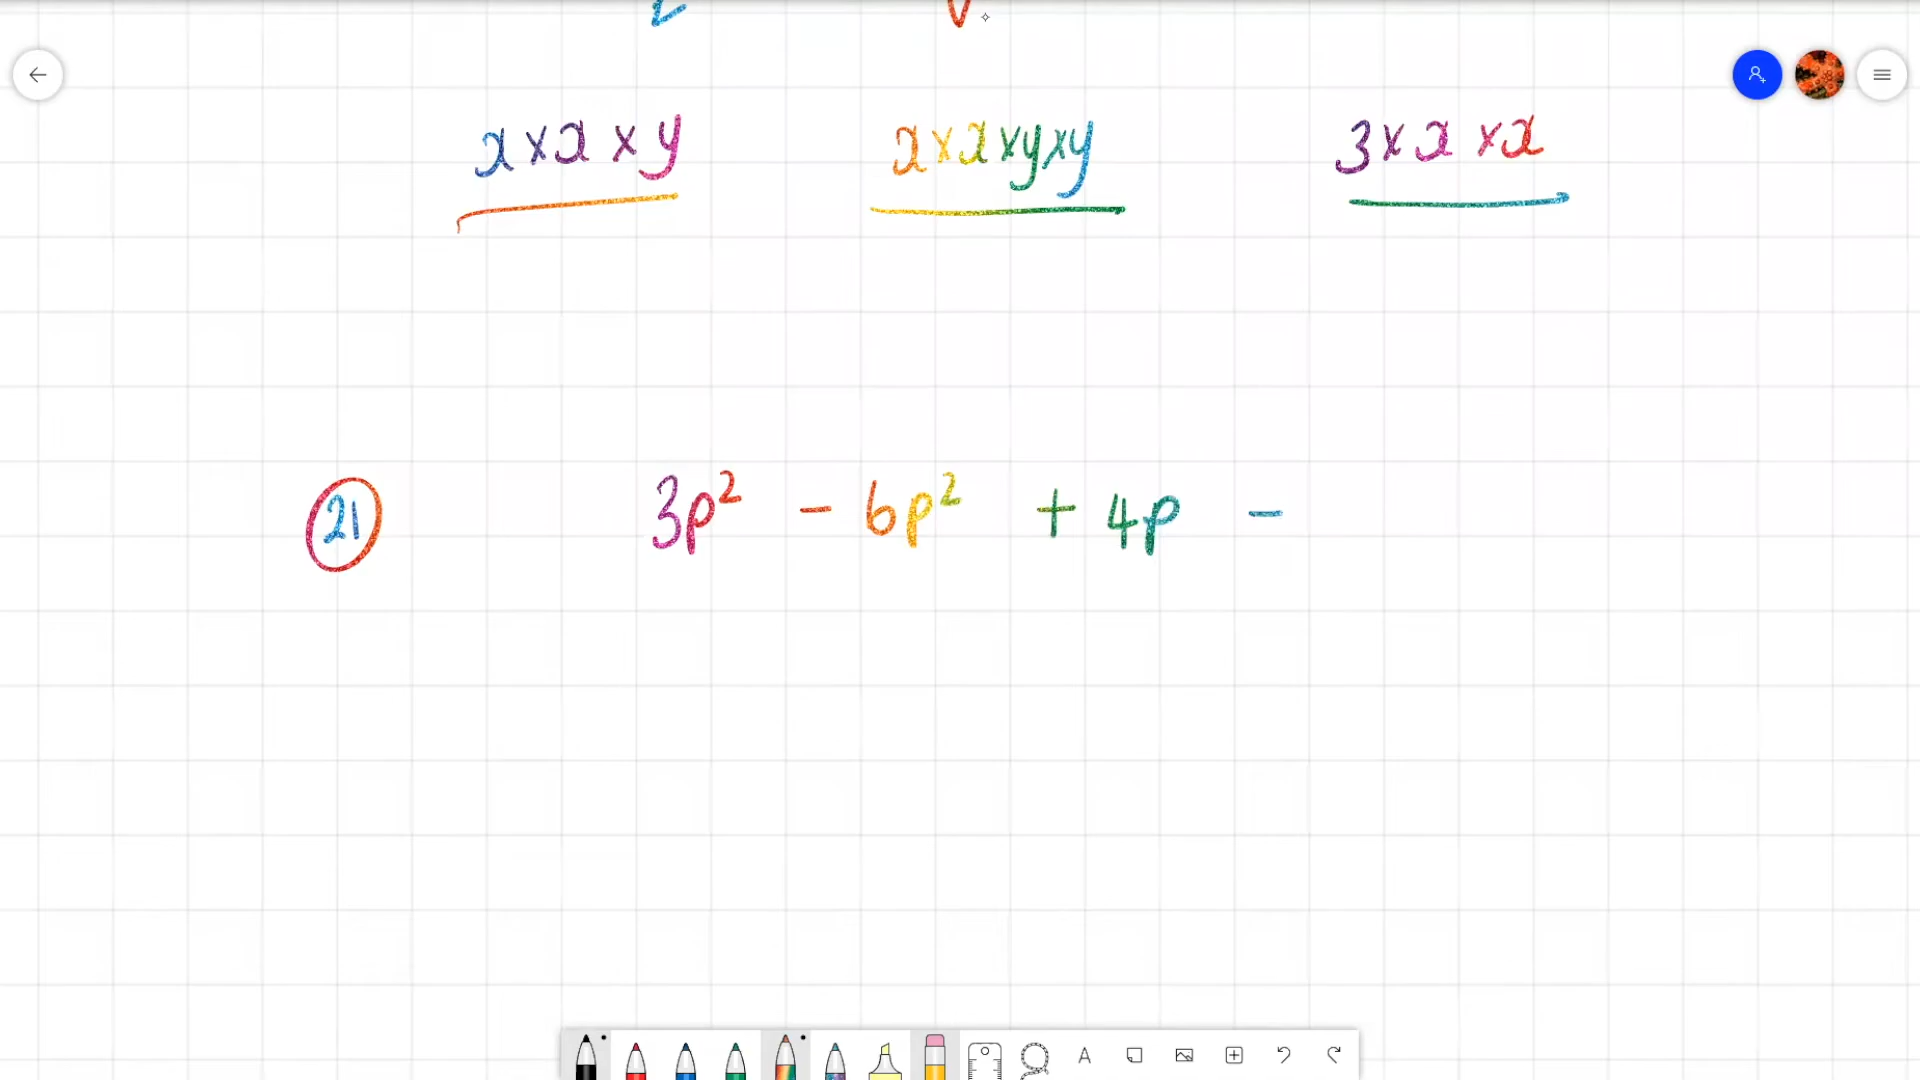 x × x × y x × x × y × y 3 × x × x
21 3p² - 6p² + 4p -